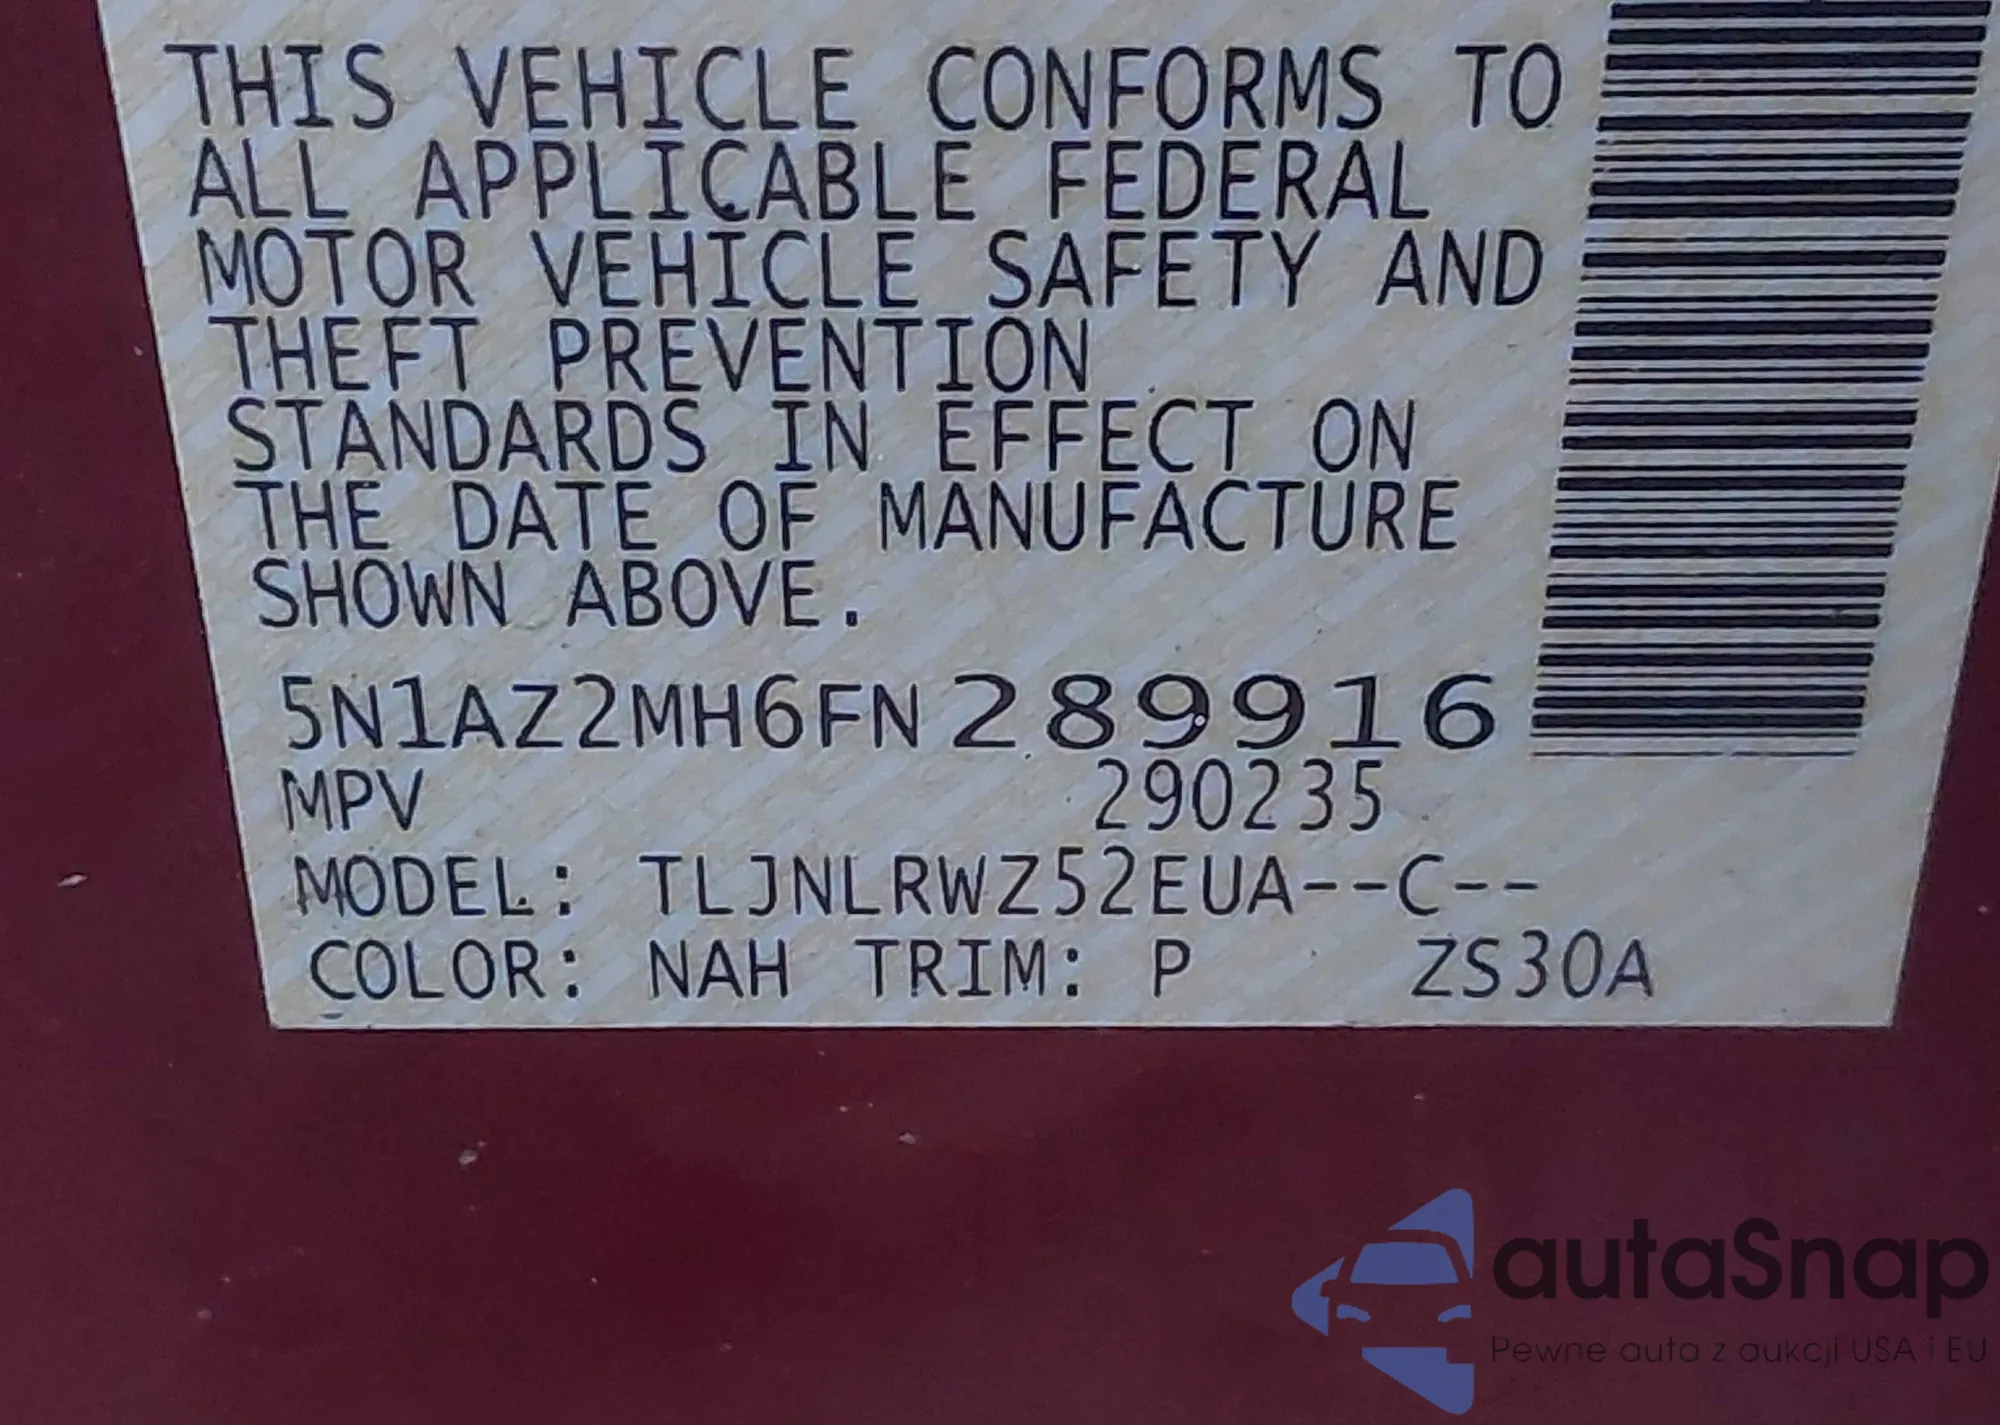 THIS VEHICLE CONFORMS TO
ALL APPLICABLE FEDERAL
MOTOR VEHICLE SAFETY AND
THEFT PREVENTION
STANDARDS IN EFFECT ON
THE DATE OF MANUFACTURE
SHOWN ABOVE.
5N1AZ2MH6FN289916
MPV 290235
MODEL: TLJNLRWZ52EUA--C--
COLOR: NAH TRIM: P ZS30A
autaSnap
Pewne auta z aukcji USA i EU